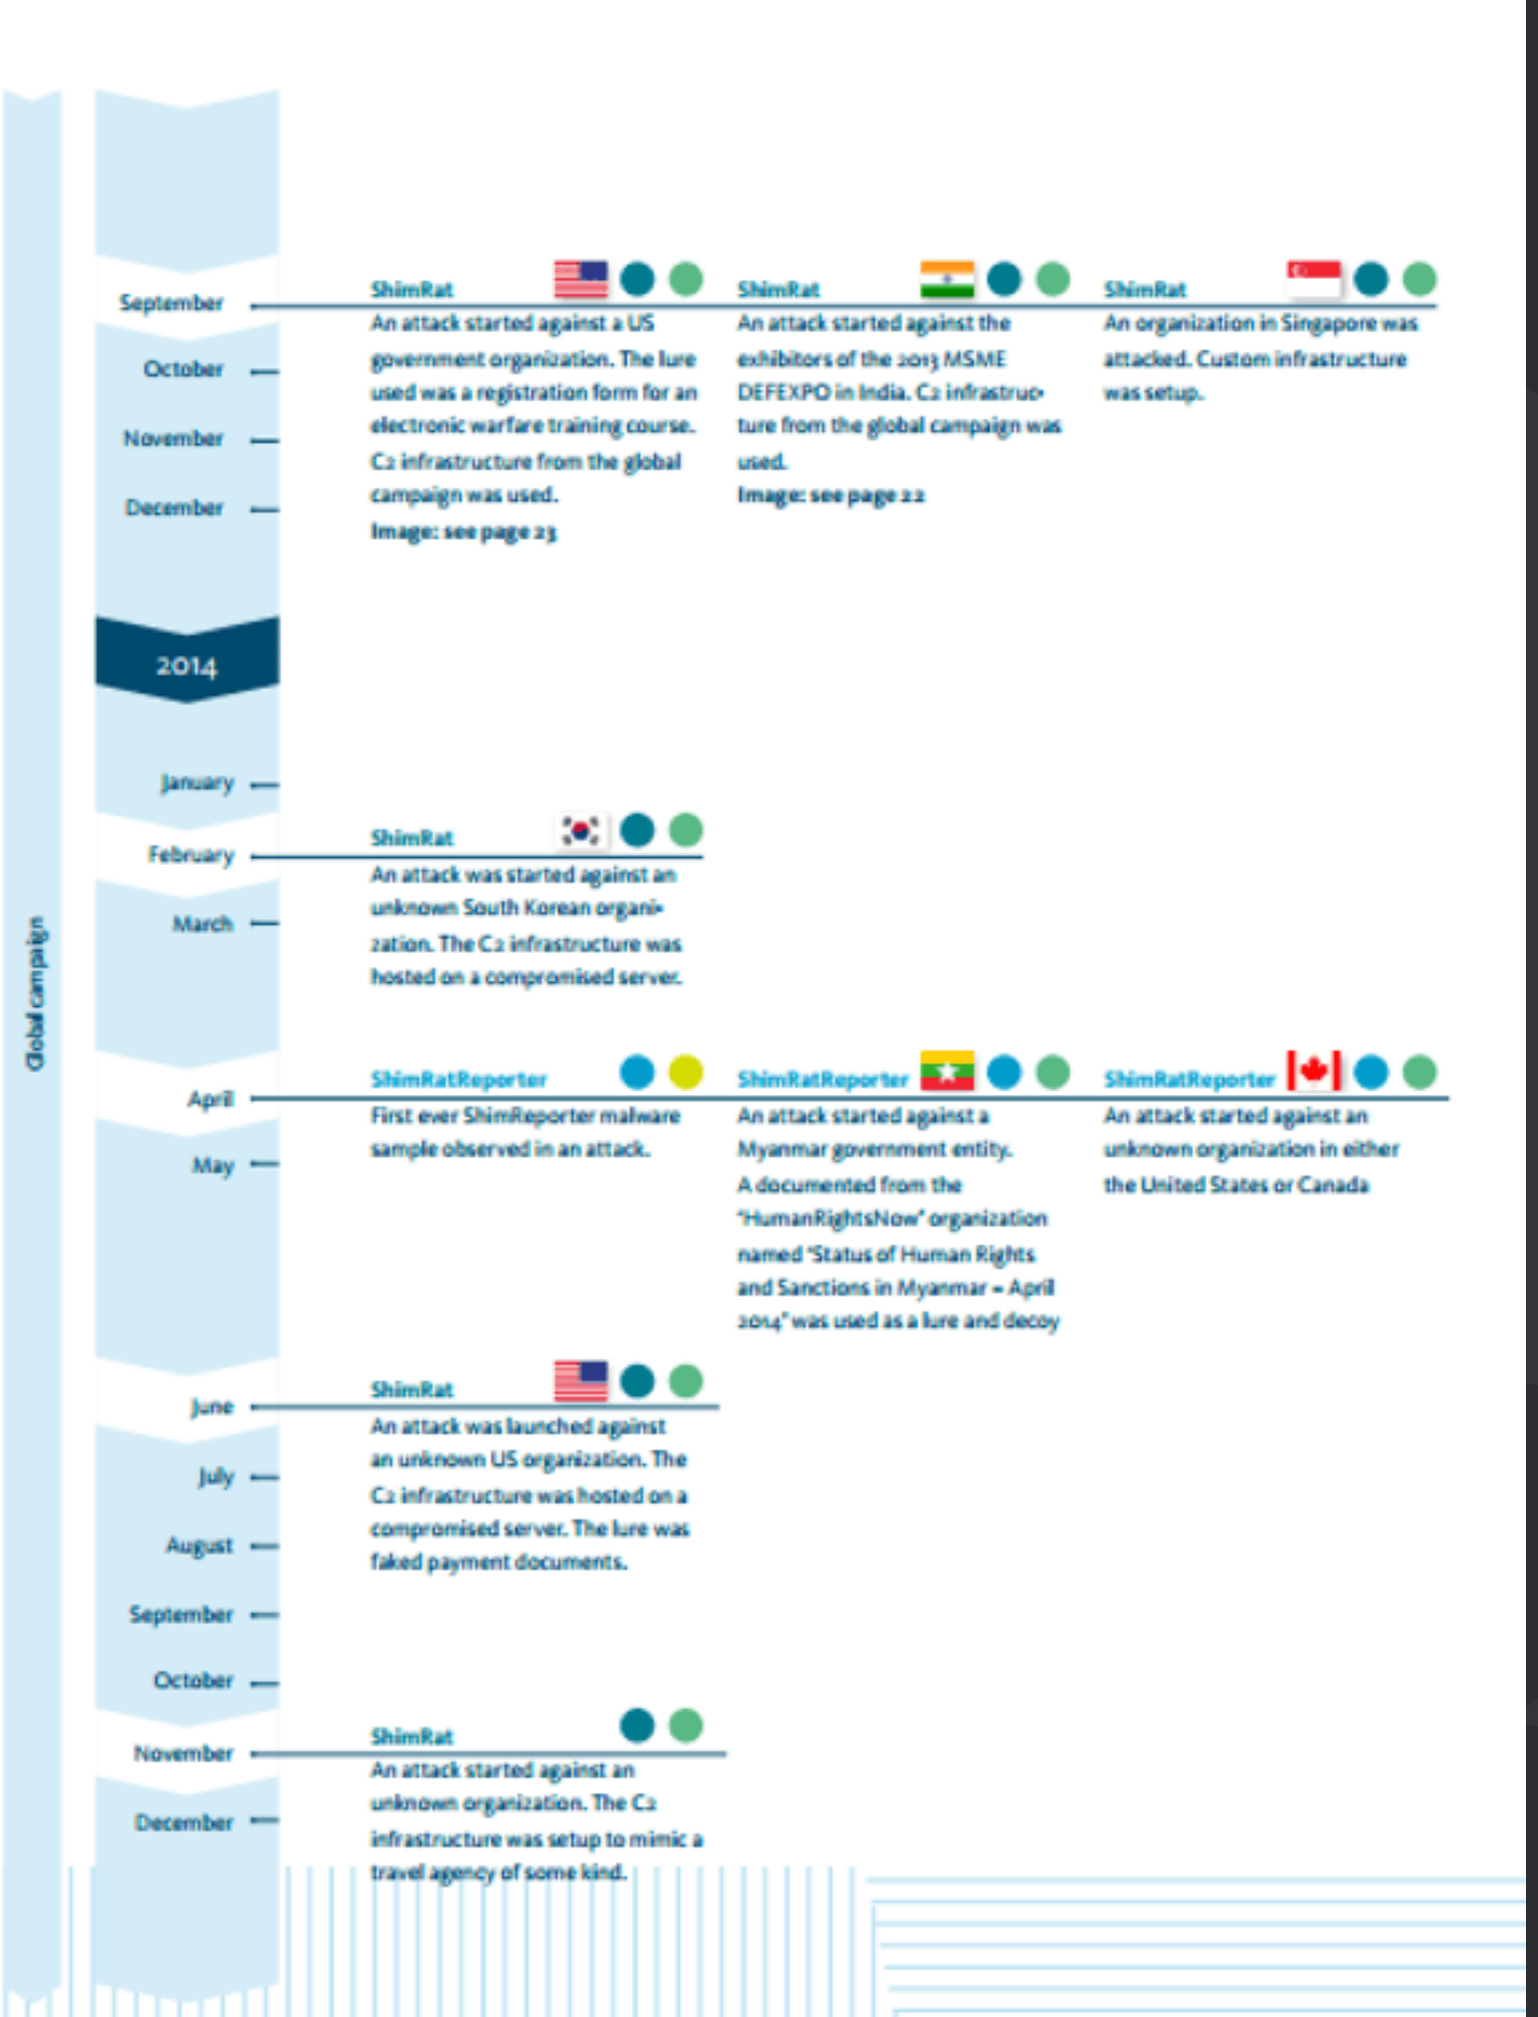 Global campaign
September
ShimRat
An attack started against a US
government organization. The lure
used was a registration form for an
electronic warfare training course.
C2 infrastructure from the global
campaign was used.
Image: see page 23
ShimRat
An attack started against the
exhibitors of the 2013 MSME
DEFEXPO in India. C2 infrastruc-
ture from the global campaign was
used.
Image: see page 22
ShimRat
An organization in Singapore was
attacked. Custom infrastructure
was setup.
October
November
December
2014
January
February
ShimRat
An attack was started against an
unknown South Korean organi-
zation. The C2 infrastructure was
hosted on a compromised server.
March
April
ShimRatReporter
First ever ShimReporter malware
sample observed in an attack.
ShimRatReporter
An attack started against a
Myanmar government entity.
A documented from the
"HumanRightsNow" organization
named "Status of Human Rights
and Sanctions in Myanmar – April
2014" was used as a lure and decoy
ShimRatReporter
An attack started against an
unknown organization in either
the United States or Canada
May
June
ShimRat
An attack was launched against
an unknown US organization. The
C2 infrastructure was hosted on a
compromised server. The lure was
faked payment documents.
July
August
September
October
November
ShimRat
An attack started against an
unknown organization. The C2
infrastructure was setup to mimic a
travel agency of some kind.
December